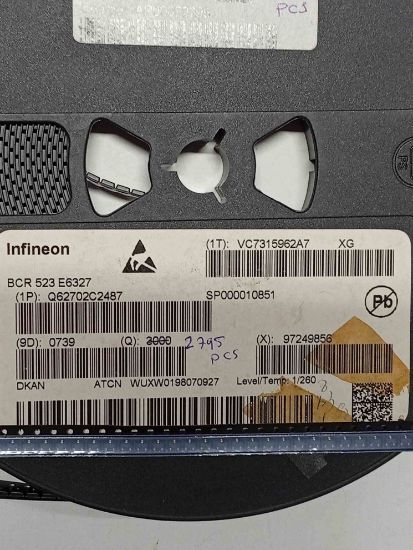 PCS
Infineon
(1T): VC7315962A7 XG
BCR 523 E6327
(1P): Q62702C2487 SP000010851
Pb
(9D): 0739 (Q): 3000 2795 PCS (X): 97249856
DKAN ATCN WUXW0198070927 Level/Temp: 1/260